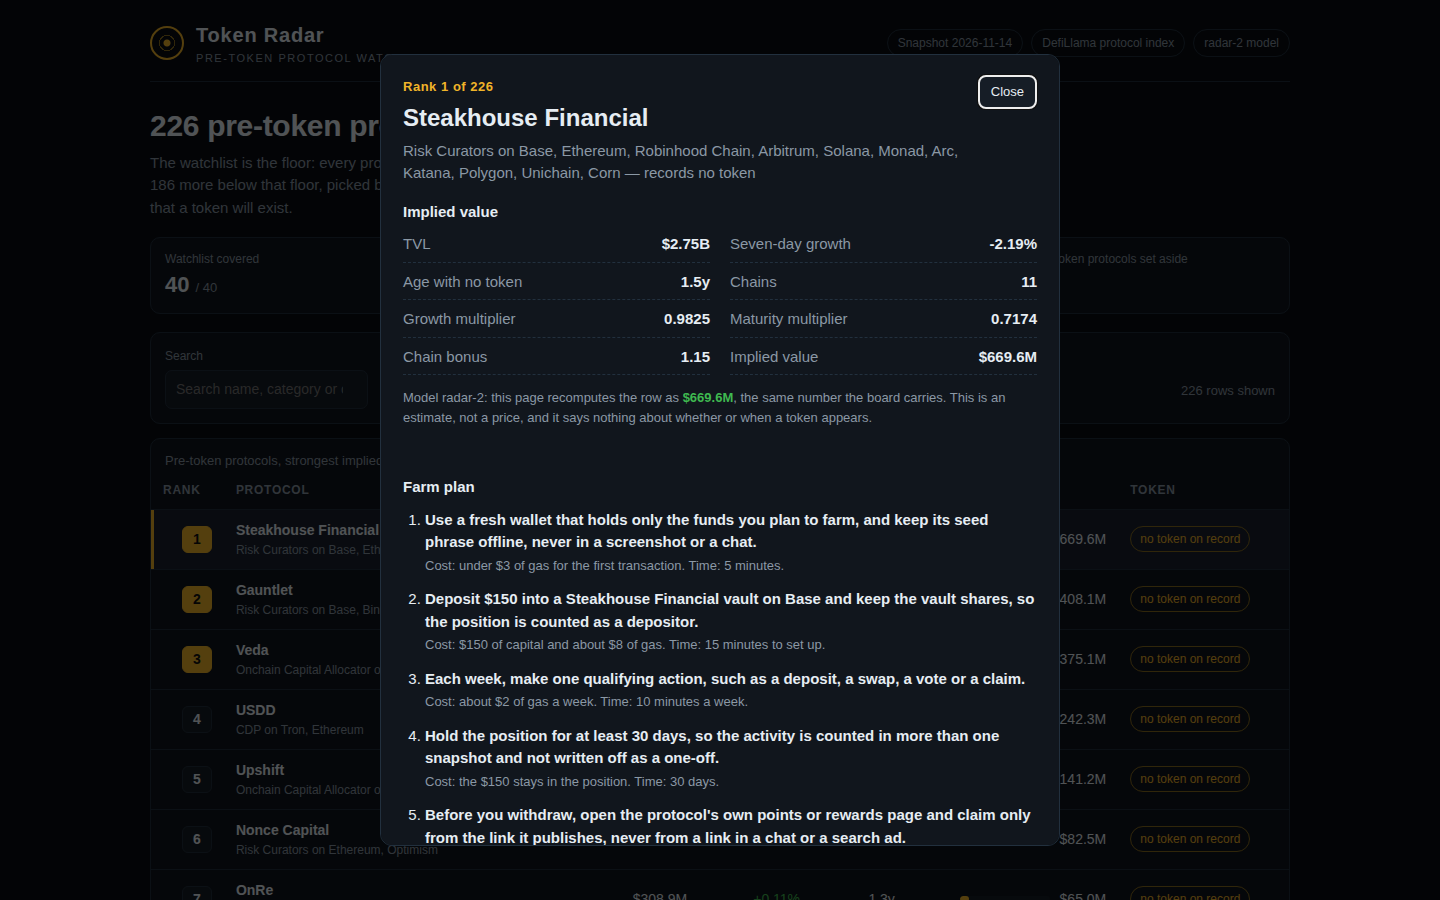 Token Radar
PRE-TOKEN PROTOCOL
Snapshot 2026-11-14
DefiLlama protocol index
radar-2 model
226 pre-token
The watchlist is the floor: every
186 more below that floor, picked
that a token will exist.
Watchlist covered
40 / 40
protocols set aside
Search
Search name, category or
226 rows shown
Pre-token protocols, strongest
RANK
PROTOCOL
TOKEN
1
Steakhouse Financial
Risk Curators on Base,
669.6M
no token on record
2
Gauntlet
Risk Curators on Base,
408.1M
no token on record
3
Veda
Onchain Capital Allocator
375.1M
no token on record
4
USDD
CDP on Tron, Ethereum
242.3M
no token on record
5
Upshift
Onchain Capital Allocator
141.2M
no token on record
6
Nonce Capital
Risk Curators on Ethereum, Optimism
$82.5M
no token on record
7
OnRe
$308.9M
+0.11%
1.3y
$65.0M
no token on record
Rank 1 of 226
Close
Steakhouse Financial
Risk Curators on Base, Ethereum, Robinhood Chain, Arbitrum, Solana, Monad, Arc,
Katana, Polygon, Unichain, Corn — records no token
Implied value
TVL
$2.75B
Seven-day growth
-2.19%
Age with no token
1.5y
Chains
11
Growth multiplier
0.9825
Maturity multiplier
0.7174
Chain bonus
1.15
Implied value
$669.6M
Model radar-2: this page recomputes the row as $669.6M, the same number the board carries. This is an
estimate, not a price, and it says nothing about whether or when a token appears.
Farm plan
1. Use a fresh wallet that holds only the funds you plan to farm, and keep its seed
phrase offline, never in a screenshot or a chat.
Cost: under $3 of gas for the first transaction. Time: 5 minutes.
2. Deposit $150 into a Steakhouse Financial vault on Base and keep the vault shares, so
the position is counted as a depositor.
Cost: $150 of capital and about $8 of gas. Time: 15 minutes to set up.
3. Each week, make one qualifying action, such as a deposit, a swap, a vote or a claim.
Cost: about $2 of gas a week. Time: 10 minutes a week.
4. Hold the position for at least 30 days, so the activity is counted in more than one
snapshot and not written off as a one-off.
Cost: the $150 stays in the position. Time: 30 days.
5. Before you withdraw, open the protocol's own points or rewards page and claim only
from the link it publishes, never from a link in a chat or a search ad.